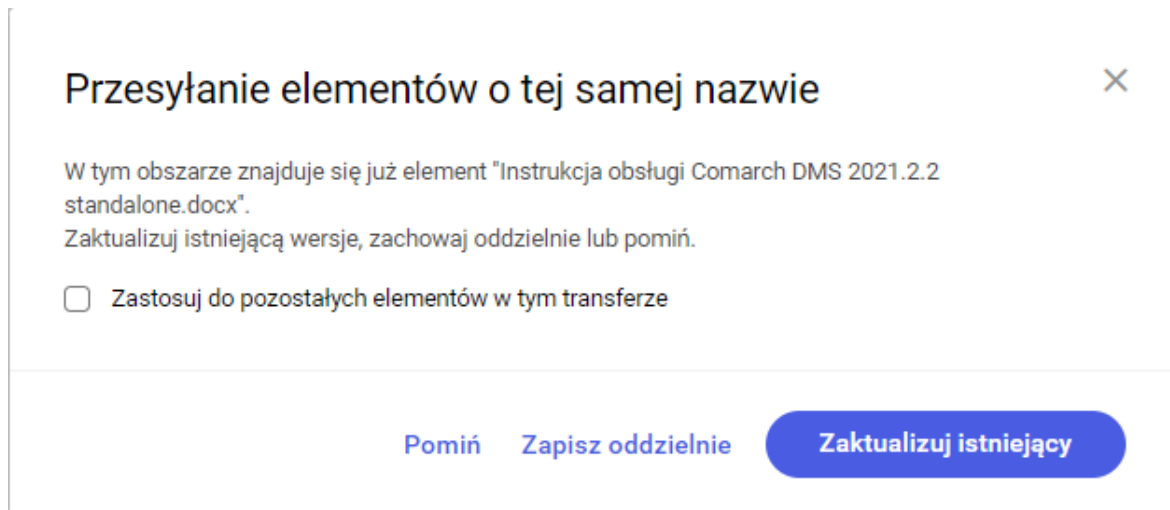 Przesyłanie elementów o tej samej nazwie
W tym obszarze znajduje się już element "Instrukcja obsługi Comarch DMS 2021.2.2
standalone.docx".
Zaktualizuj istniejącą wersje, zachowaj oddzielnie lub pomiń.
Zastosuj do pozostałych elementów w tym transferze
Pomiń Zapisz oddzielnie Zaktualizuj istniejący